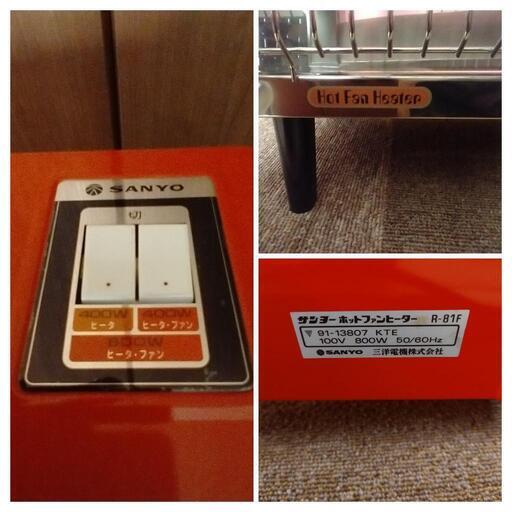 SANYO
切
400W 400W
ヒータ ヒータ・ファン
800W
ヒータ・ファン
Hot Fan Heater
サンヨーホットファンヒーター R-81F
▽ 91-13807 KTE
100V 800W 50/60Hz
SANYO 三洋電機株式会社